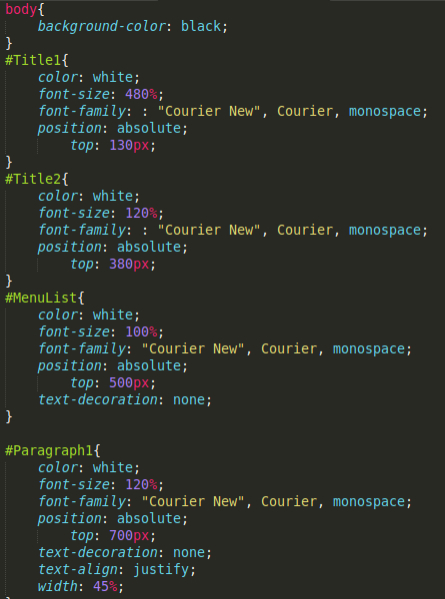 body{
    background-color: black;
}
#Title1{
    color: white;
    font-size: 480%;
    font-family: : "Courier New", Courier, monospace;
    position: absolute;
        top: 130px;
}
#Title2{
    color: white;
    font-size: 120%;
    font-family: : "Courier New", Courier, monospace;
    position: absolute;
        top: 380px;
}
#MenuList{
    color: white;
    font-size: 100%;
    font-family: "Courier New", Courier, monospace;
    position: absolute;
        top: 500px;
    text-decoration: none;
}

#Paragraph1{
    color: white;
    font-size: 120%;
    font-family: "Courier New", Courier, monospace;
    position: absolute;
        top: 700px;
    text-decoration: none;
    text-align: justify;
    width: 45%;
}